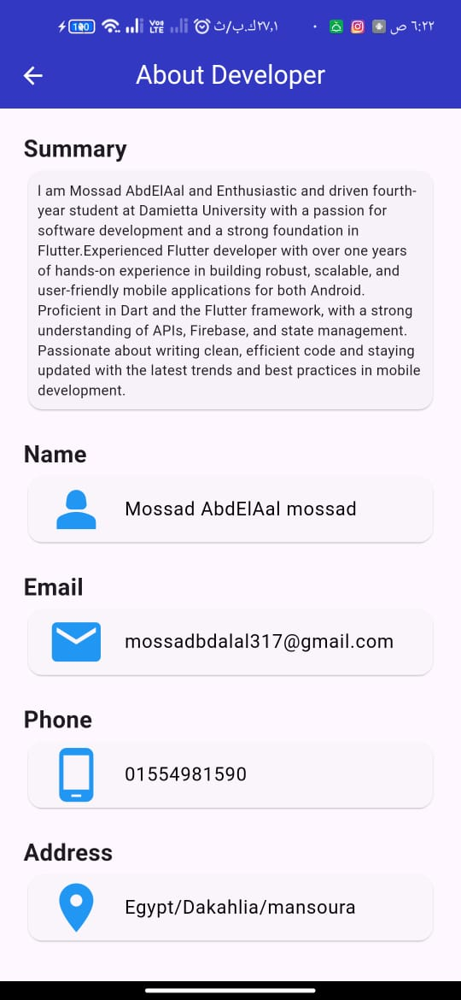 100 Vo LTE ٢٧,١ك.ب/ث ٦:٢٢ ص
About Developer
Summary
I am Mossad AbdElAal and Enthusiastic and driven fourth-
year student at Damietta University with a passion for
software development and a strong foundation in
Flutter.Experienced Flutter developer with over one years
of hands-on experience in building robust, scalable, and
user-friendly mobile applications for both Android.
Proficient in Dart and the Flutter framework, with a strong
understanding of APIs, Firebase, and state management.
Passionate about writing clean, efficient code and staying
updated with the latest trends and best practices in mobile
development.
Name
Mossad AbdElAal mossad
Email
mossadbdalal317@gmail.com
Phone
01554981590
Address
Egypt/Dakahlia/mansoura